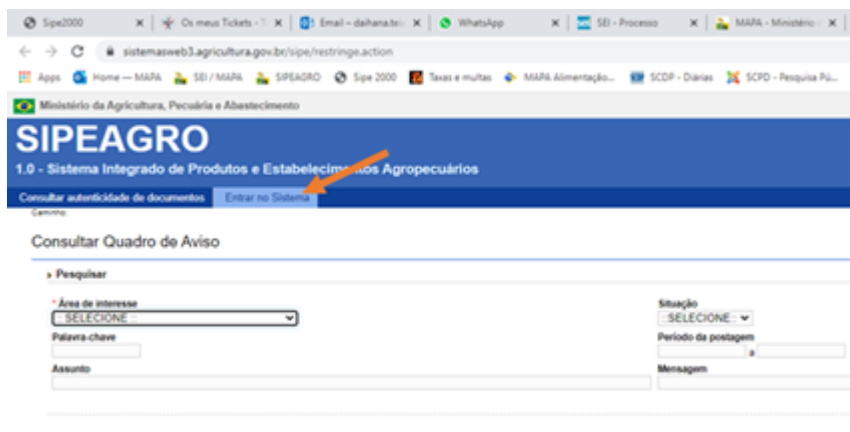 Sipe2000
Os meus Tickets - T
Email – daihana.tei
WhatsApp
SEI - Processo
MAPA - Ministério
sistemasweb3.agricultura.gov.br/sipe/restringe.action
Apps Home — MAPA SEI / MAPA SIPEAGRO Sipe 2000 Taxas e multas MAPA Alimentação... SCDP - Diárias SCPD - Pesquisa Pú...
Ministério da Agricultura, Pecuária e Abastecimento
SIPEAGRO
1.0 - Sistema Integrado de Produtos e Estabelecimentos Agropecuários
Consultar autenticidade de documentos Entrar no Sistema
Caminho:
Consultar Quadro de Aviso
Pesquisar
* Área de interesse Situação
:: SELECIONE :: ::SELECIONE::
Palavra-chave Período da postagem
a
Assunto Mensagem